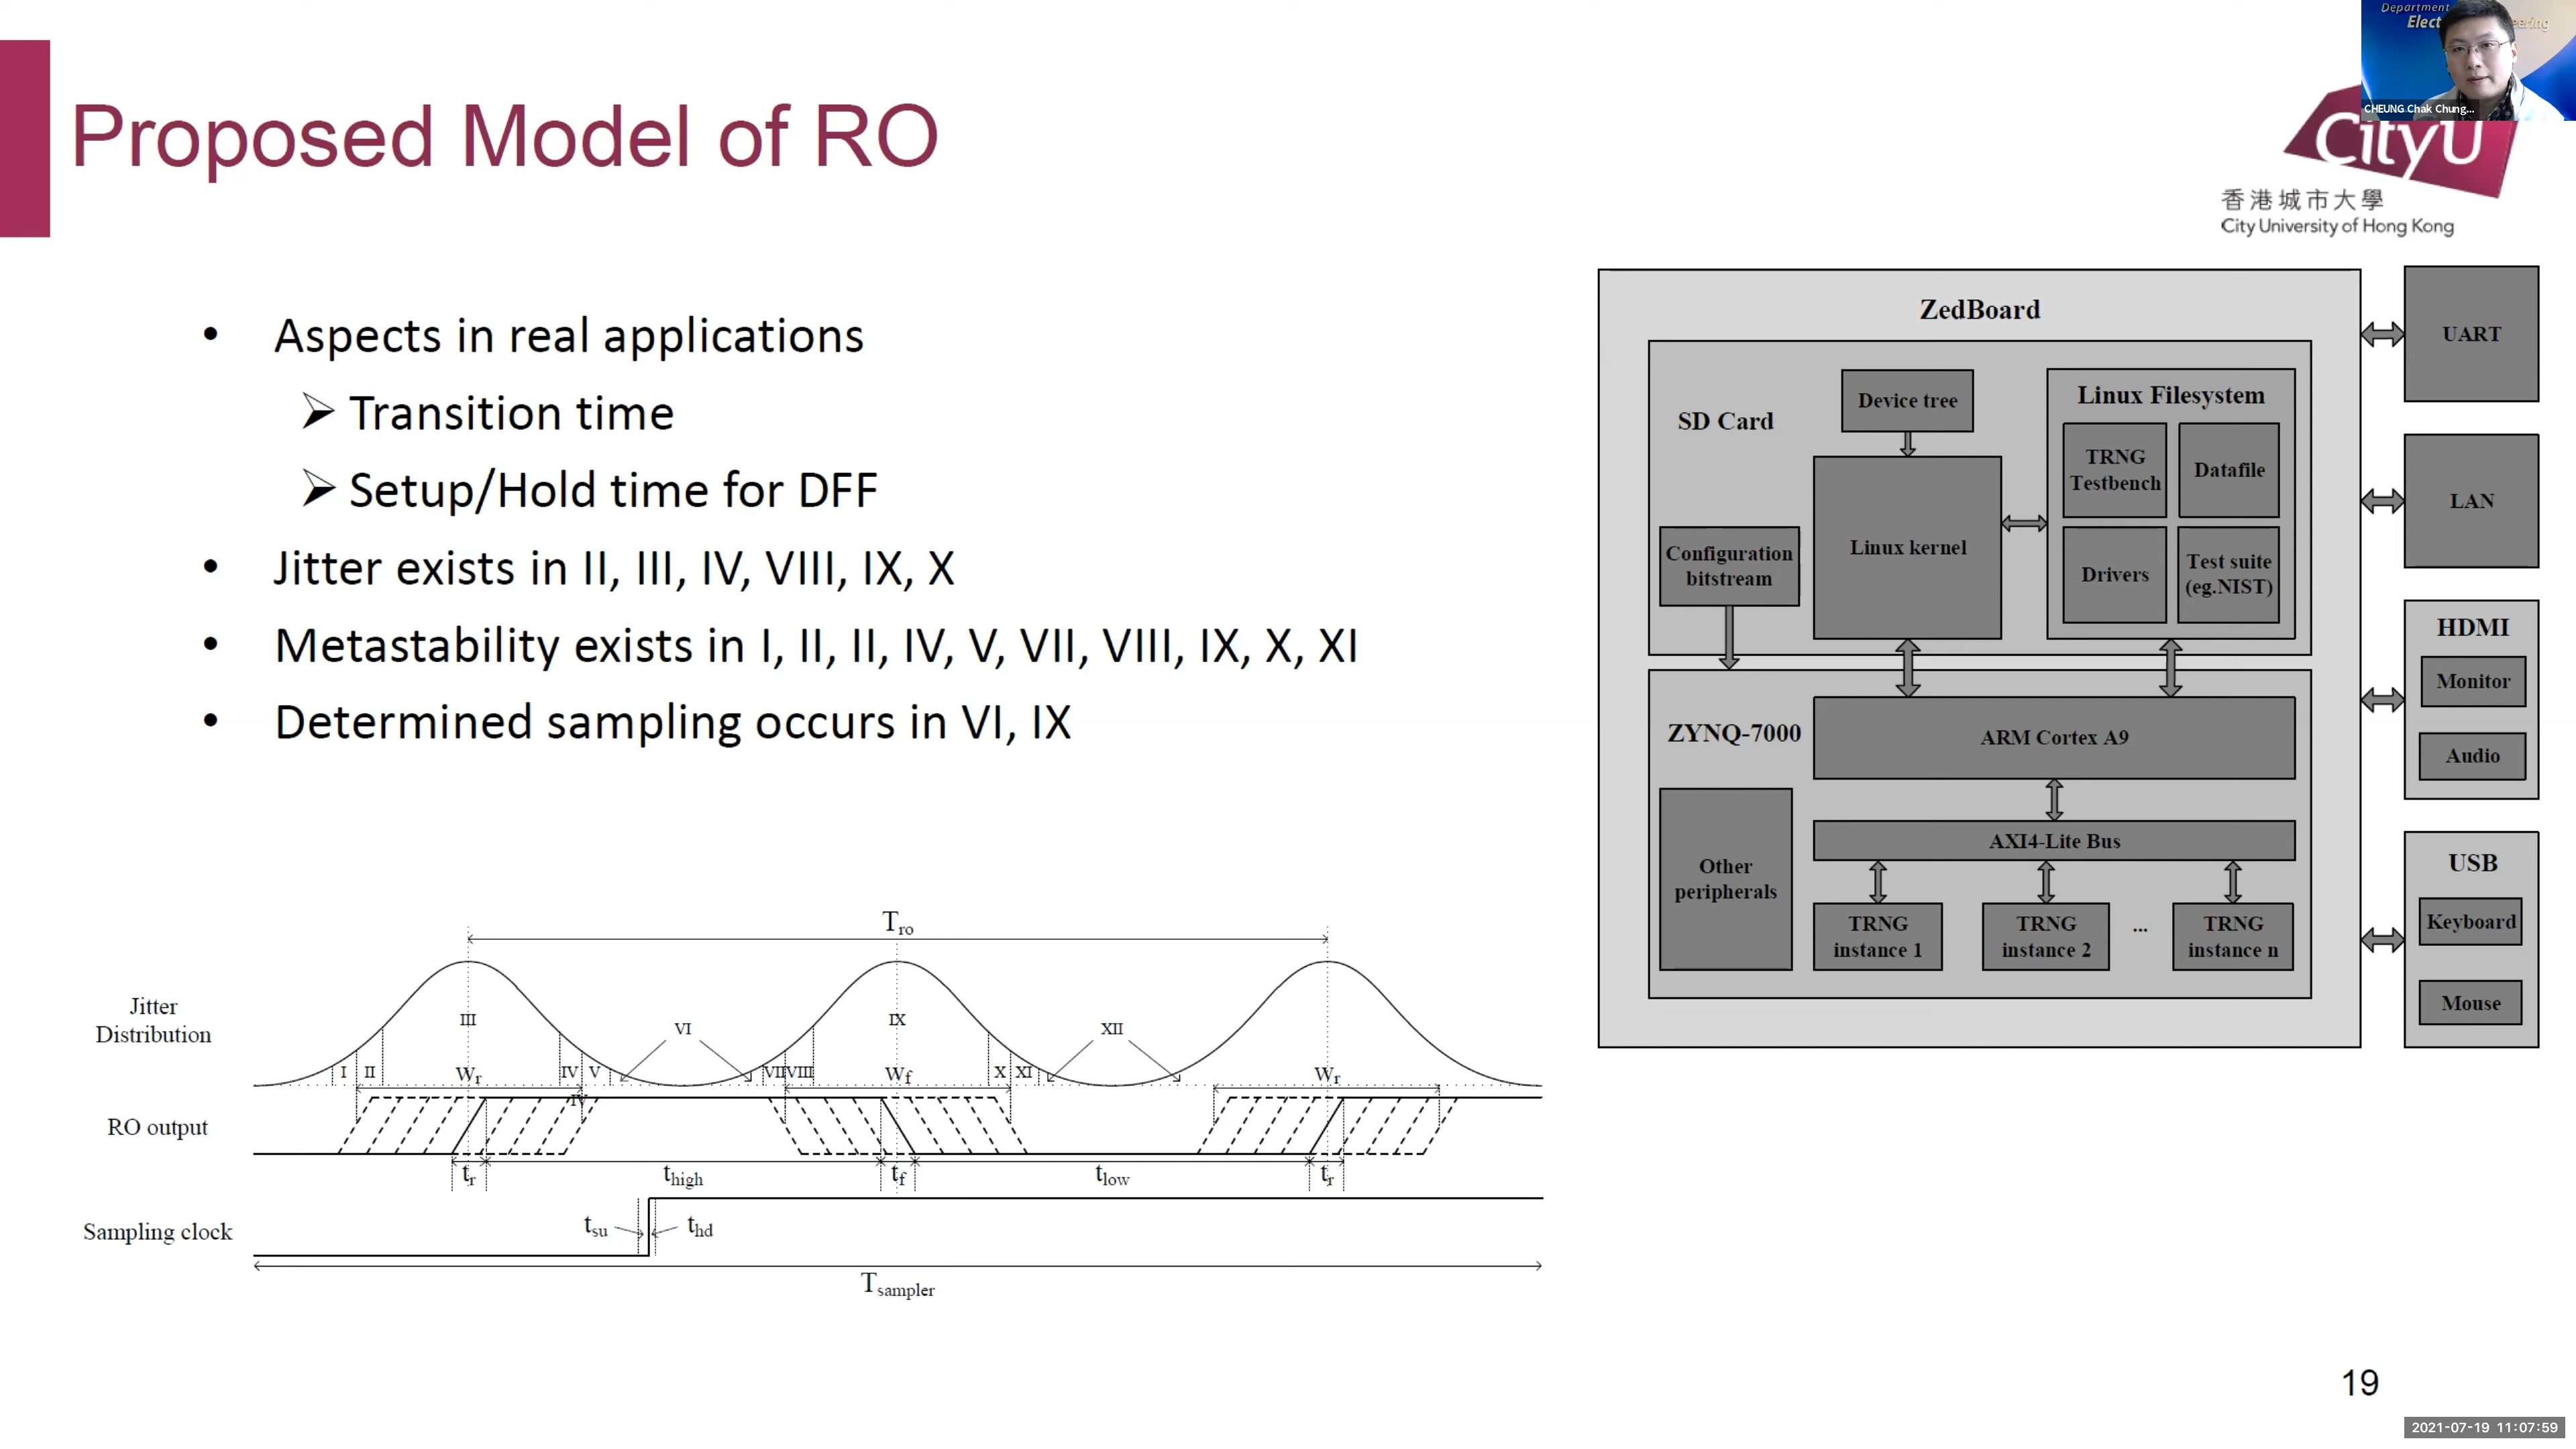 Department
Elect
eering
CHEUNG Chak Chung...
Proposed Model of RO
CityU
香港城市大學
City University of Hong Kong
• Aspects in real applications
➢ Transition time
➢ Setup/Hold time for DFF
• Jitter exists in II, III, IV, VIII, IX, X
• Metastability exists in I, II, II, IV, V, VII, VIII, IX, X, XI
• Determined sampling occurs in VI, IX
ZedBoard
SD Card
Device tree
Linux Filesystem
TRNG
Testbench
Datafile
Configuration
bitstream
Linux kernel
Drivers
Test suite
(eg.NIST)
ZYNQ-7000
ARM Cortex A9
AXI4-Lite Bus
Other
peripherals
TRNG
instance 1
TRNG
instance 2
...
TRNG
instance n
UART
LAN
HDMI
Monitor
Audio
USB
Keyboard
Mouse
Tro
Jitter
Distribution
III
VI
IX
XII
I II Wr IV V VII VIII Wf X XI Wr
IV
RO output
tr thigh tf tlow tr
Sampling clock
tsu thd
Tsampler
19
2021-07-19 11:07:59